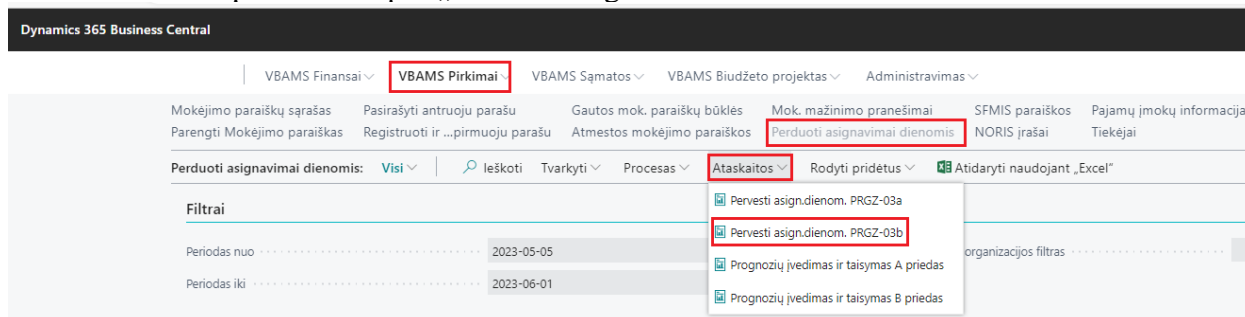 Dynamics 365 Business Central
VBAMS Finansai VBAMS Pirkimai VBAMS Sąmatos VBAMS Biudžeto projektas Administravimas
Mokėjimo paraiškų sąrašas Pasirašyti antruoju parašu Gautos mok. paraiškų būklės Mok. mažinimo pranešimai SFMIS paraiškos Pajamų įmokų informacija
Parengti Mokėjimo paraiškas Registruoti ir ...pirmuoju parašu Atmestos mokėjimo paraiškos Perduoti asignavimai dienomis NORIS įrašai Tiekėjai
Perduoti asignavimai dienomis: Visi Ieškoti Tvarkyti Procesas Ataskaitos Rodyti pridėtus Atidaryti naudojant „Excel“
Filtrai
Pervesti asign.dienom. PRGZ-03a
Pervesti asign.dienom. PRGZ-03b
Periodas nuo 2023-05-05 organizacijos filtras
Prognozių įvedimas ir taisymas A priedas
Periodas iki 2023-06-01
Prognozių įvedimas ir taisymas B priedas